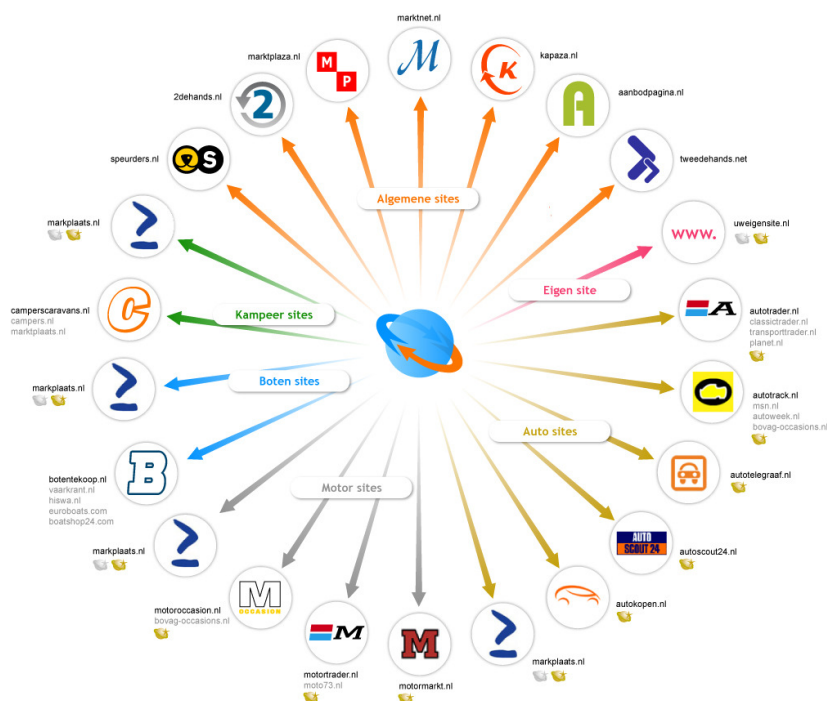 marktnet.nl
M
marktplaza.nl
M
P
kapaza.nl
K
2dehands.nl
2
aanbodpagina.nl
A
speurders.nl
S
tweedehands.net
Algemene sites
markplaats.nl
www.
uweigensite.nl
Eigen site
camperscaravans.nl
campers.nl
marktplaats.nl
C
Kampeer sites
A
autotrader.nl
classictrader.nl
transporttrader.nl
planet.nl
markplaats.nl
Boten sites
autotrack.nl
msn.nl
autoweek.nl
bovag-occasions.nl
Auto sites
botentekoop.nl
vaarkrant.nl
hiswa.nl
euroboats.com
boatshop24.com
B
Motor sites
autotelegraaf.nl
markplaats.nl
AUTO
SCOUT 24
autoscout24.nl
motoroccasion.nl
bovag-occasions.nl
M
OCCASION
autokopen.nl
M
motortrader.nl
moto73.nl
M
motormarkt.nl
markplaats.nl